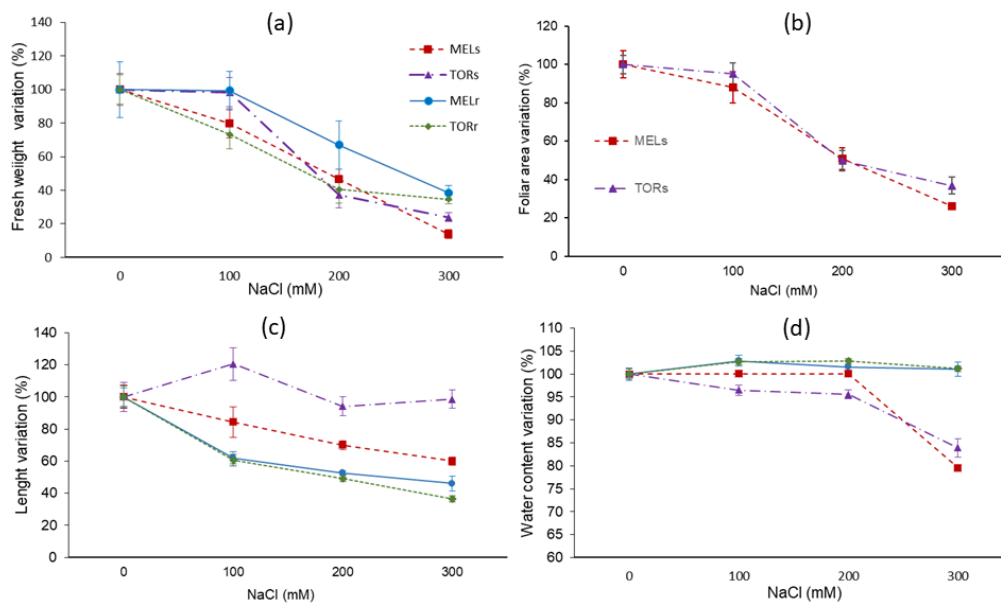 (a)
Fresh weiight variation (%)
140
120
100
80
60
40
20
0
0 100 200 300
NaCl (mM)
MELs
TORs
MELr
TORr
(b)
Foliar area variation (%)
120
100
80
60
40
20
0
0 100 200 300
NaCl (mM)
MELs
TORs
(c)
Lenght variation (%)
140
120
100
80
60
40
20
0
0 100 200 300
NaCl (mM)
(d)
Water content variation (%)
110
105
100
95
90
85
80
75
70
65
60
0 100 200 300
NaCl (mM)